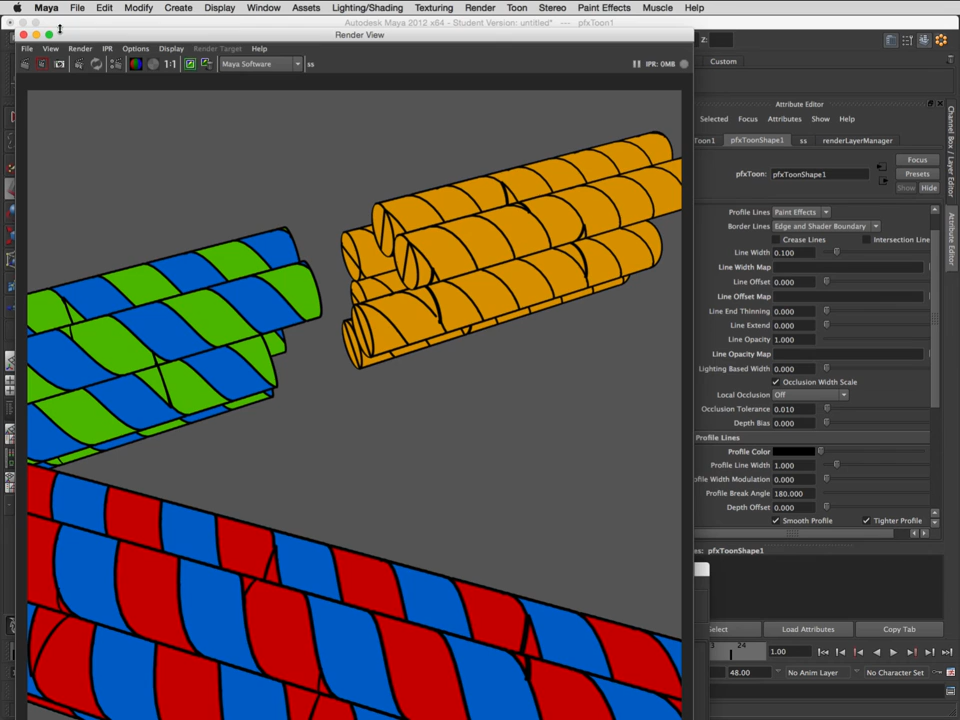 Maya File Edit Modify Create Display Window Assets Lighting/Shading Texturing Render Toon Stereo Paint Effects Muscle Help
Autodesk Maya 2012 x64 - Student Version: untitled* --- pfxToon1
Render View
Z:
File View Render IPR Options Display Render Target Help
Custom
1:1 Maya Software ss IPR: 0MB
Attribute Editor
Selected Focus Attributes Show Help
Toon1 pfxToonShape1 ss renderLayerManager
Focus
pfxToon: pfxToonShape1 Presets
Show Hide
Profile Lines Paint Effects
Border Lines Edge and Shader Boundary
Crease Lines Intersection Line
Line Width 0.100
Line Width Map
Line Offset 0.000
Line Offset Map
Line End Thinning 0.000
Line Extend 0.000
Line Opacity 1.000
Line Opacity Map
Lighting Based Width 0.000
Occlusion Width Scale
Local Occlusion Off
Occlusion Tolerance 0.010
Depth Bias 0.000
Profile Lines
Profile Color
Profile Line Width 1.000
ofile Width Modulation 0.000
Profile Break Angle 180.000
Depth Offset 0.000
Smooth Profile Tighter Profile
es: pfxToonShape1
elect Load Attributes Copy Tab
24 1.00
48.00 No Anim Layer No Character Set
Channel Box / Layer Editor
Attribute Editor